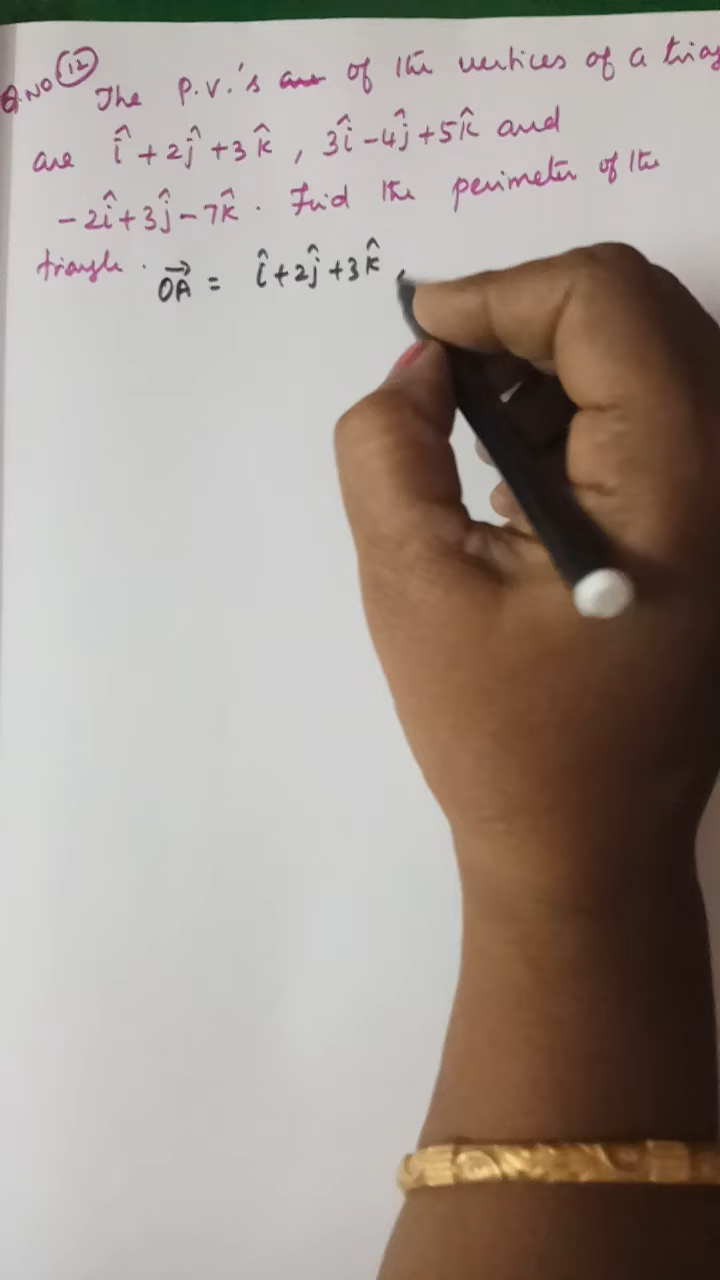 Q.NO 12 The P.V.'s of the vertices of a triag
are î + 2ĵ + 3k̂ , 3î - 4ĵ + 5k̂ and
- 2î + 3ĵ - 7k̂ . Find the perimeter of the
triangle .
OA⃗ = î + 2ĵ + 3k̂ ,